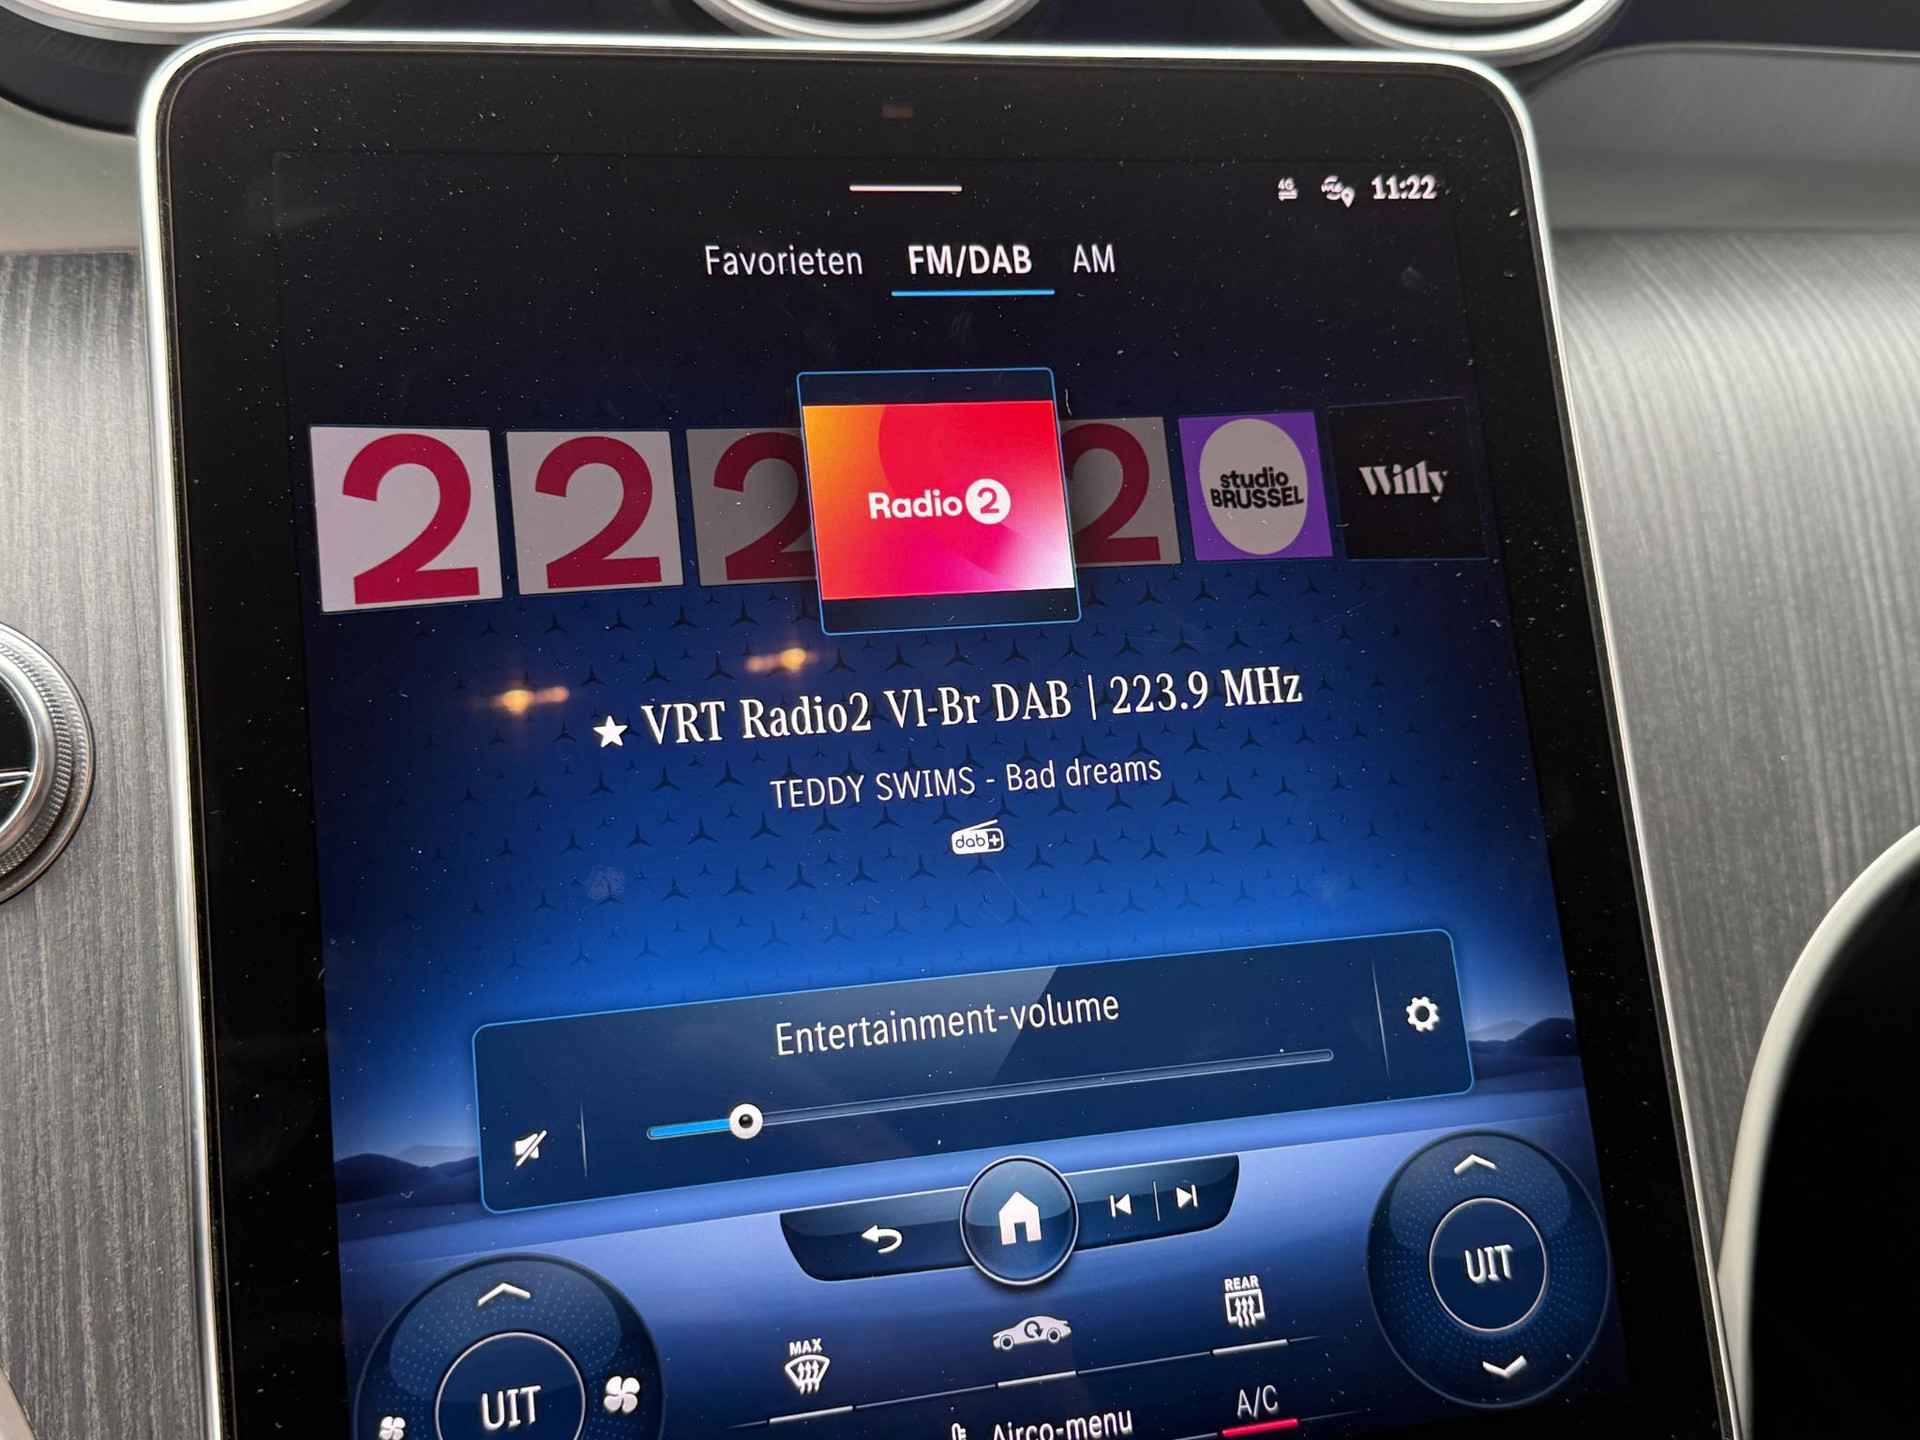 4G 11:22
Favorieten FM/DAB AM
2 2 2 Radio 2 2 studio BRUSSEL Willy
★ VRT Radio2 Vl-Br DAB | 223.9 MHz
TEDDY SWIMS - Bad dreams
dab+
Entertainment-volume
UIT
REAR
MAX
UIT
A/C
Airco-menu